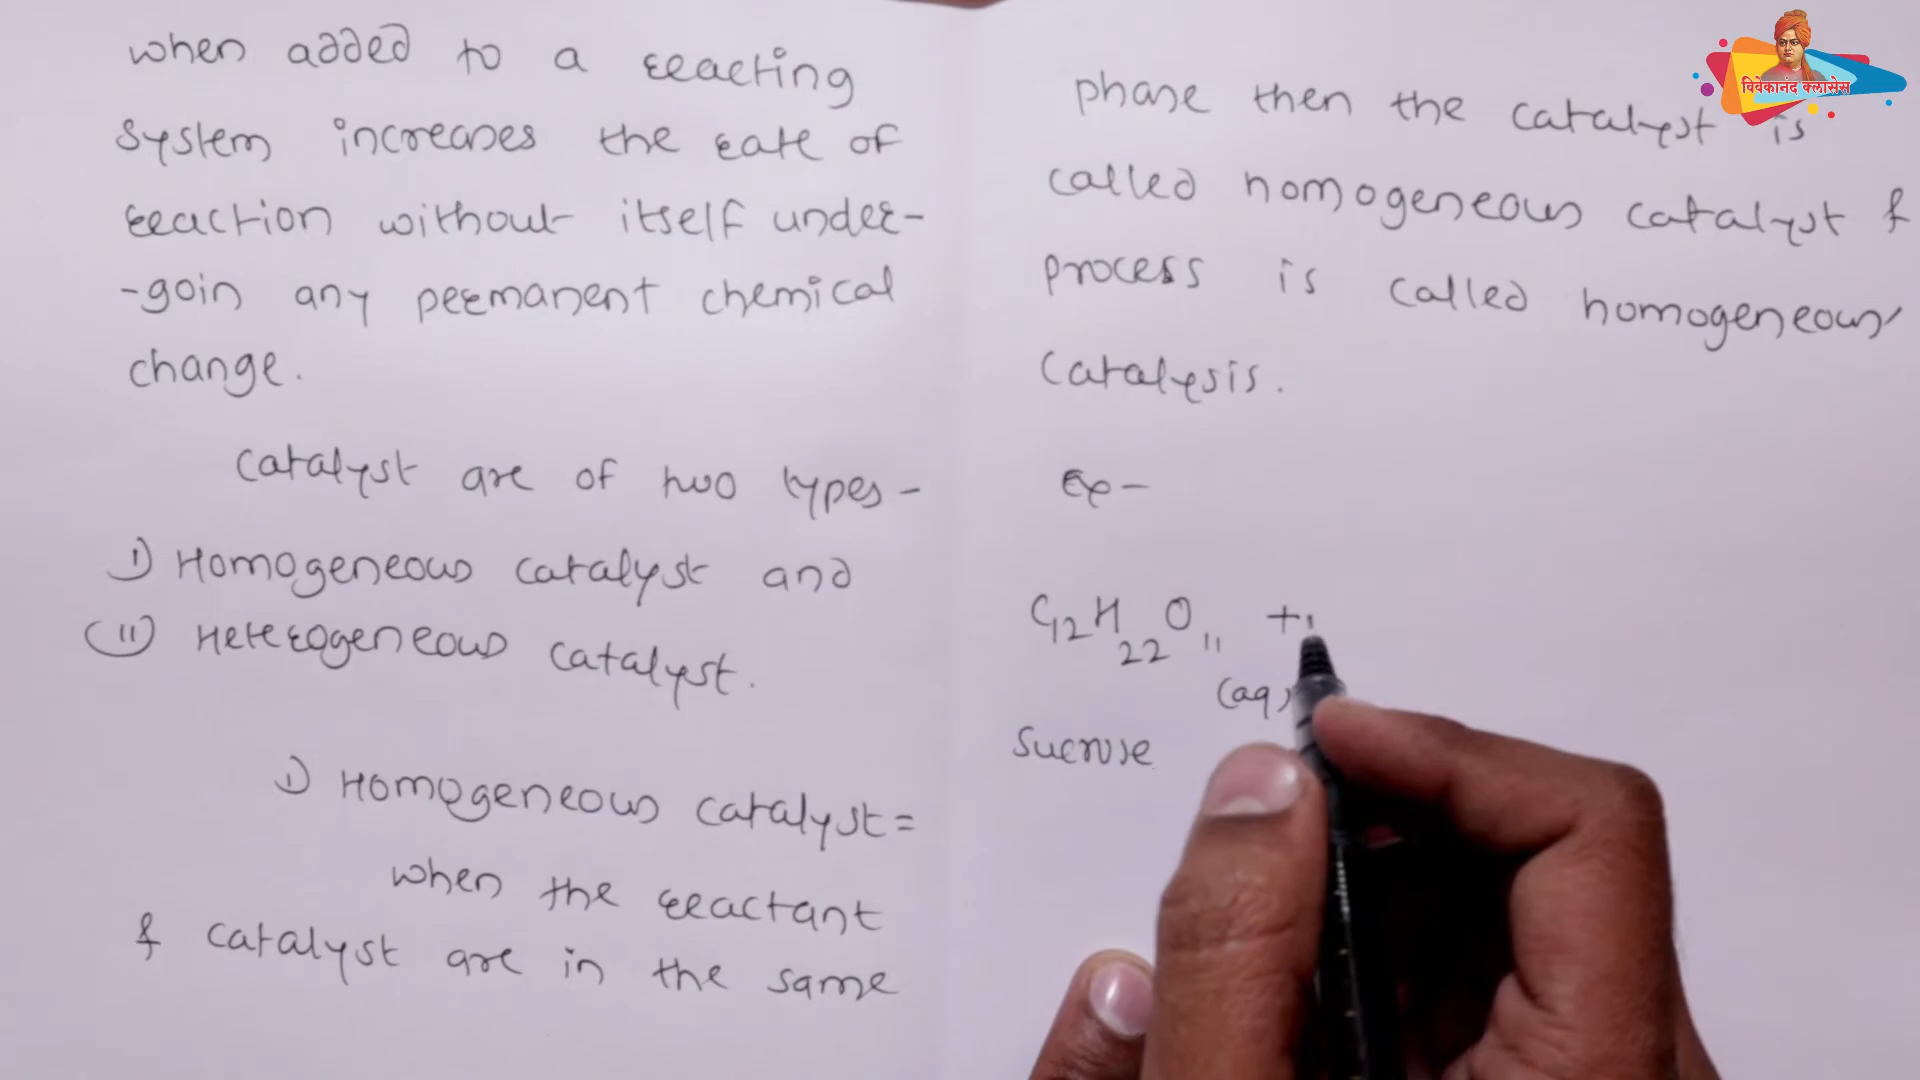 when added to a reacting
system increases the rate of
reaction without itself under-
-goin any permanent chemical
change.
catalyst are of two types-
I) Homogeneous catalyst and
(II) Heterogeneous catalyst.
I) Homogeneous catalyst=
when the reactant
& catalyst are in the same
phase then the catalyst is
called homogeneous catalyst &
process is called homogeneous
catalysis.
Ex-
C12H22O11 +
(aq)
Sucrose
विवेकानंद क्लासेस